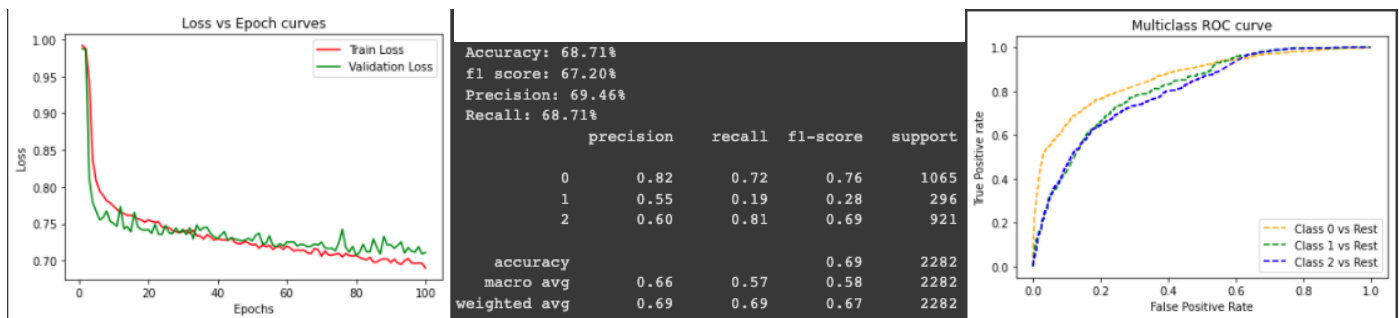 Loss vs Epoch curves
1.00
0.95
0.90
0.85
0.80
0.75
0.70
Loss
0 20 40 60 80 100
Epochs
Train Loss
Validation Loss
Accuracy: 68.71%
f1 score: 67.20%
Precision: 69.46%
Recall: 68.71%
precision recall f1-score support
0 0.82 0.72 0.76 1065
1 0.55 0.19 0.28 296
2 0.60 0.81 0.69 921
accuracy 0.69 2282
macro avg 0.66 0.57 0.58 2282
weighted avg 0.69 0.69 0.67 2282
Multiclass ROC curve
1.0
0.8
0.6
0.4
0.2
0.0
True Positive rate
0.0 0.2 0.4 0.6 0.8 1.0
False Positive Rate
Class 0 vs Rest
Class 1 vs Rest
Class 2 vs Rest